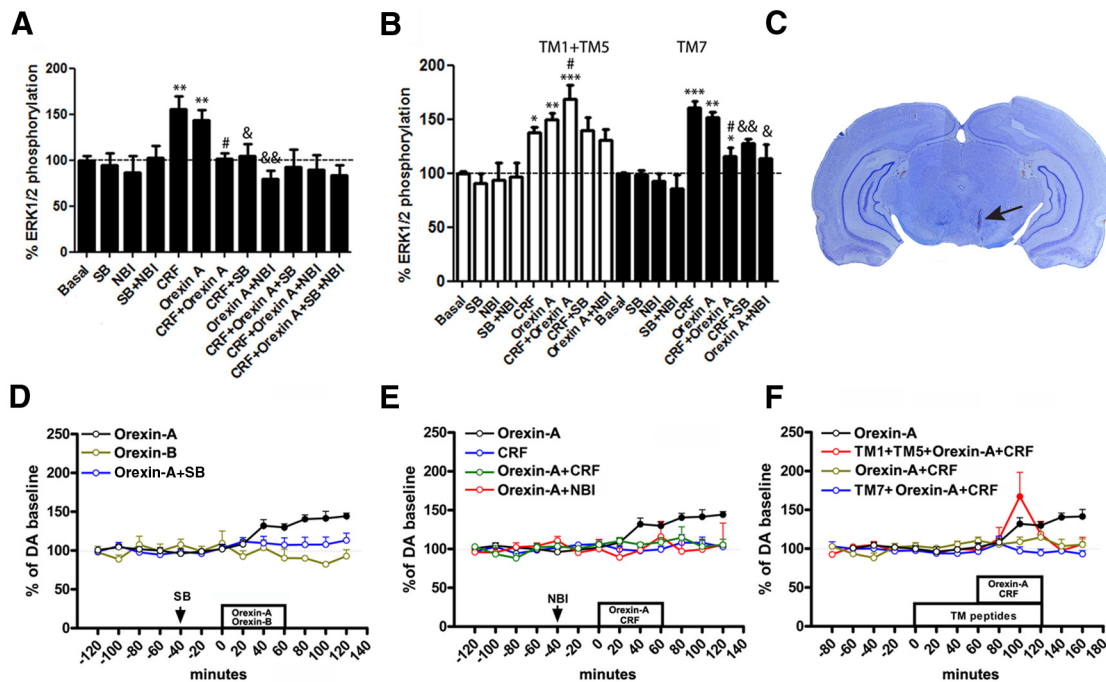 A
% ERK1/2 phosphorylation
200
150
100
50
0
**
**
#
&
&&
Basal
SB
NBI
SB+NBI
CRF
Orexin A
CRF+Orexin A
CRF+SB
Orexin A+NBI
CRF+Orexin A+SB
CRF+Orexin A+NBI
CRF+Orexin A+SB+NBI
B
TM1+TM5
TM7
% ERK1/2 phosphorylation
200
150
100
50
0
*
**
#
***
***
**
#
*
&&
&
Basal
SB
NBI
SB+NBI
CRF
Orexin A
CRF+Orexin A
CRF+SB
Orexin A+NBI
Basal
SB
NBI
SB+NBI
CRF
Orexin A
CRF+Orexin A
CRF+SB
Orexin A+NBI
C
D
% of DA baseline
250
200
150
100
50
0
Orexin-A
Orexin-B
Orexin-A+SB
SB
Orexin-A
Orexin-B
-120 -100 -80 -60 -40 -20 0 20 40 60 80 100 120 140
minutes
E
%of DA baseline
250
200
150
100
50
0
Orexin-A
CRF
Orexin-A+CRF
Orexin-A+NBI
NBI
Orexin-A
CRF
-120 -100 -80 -60 -40 -20 0 20 40 60 80 100 120 140
minutes
F
% of DA baseline
250
200
150
100
50
0
Orexin-A
TM1+TM5+Orexin-A+CRF
Orexin-A+CRF
TM7+Orexin-A+CRF
Orexin-A
CRF
TM peptides
-80 -60 -40 -20 0 20 40 60 80 100 120 140 160 180
minutes